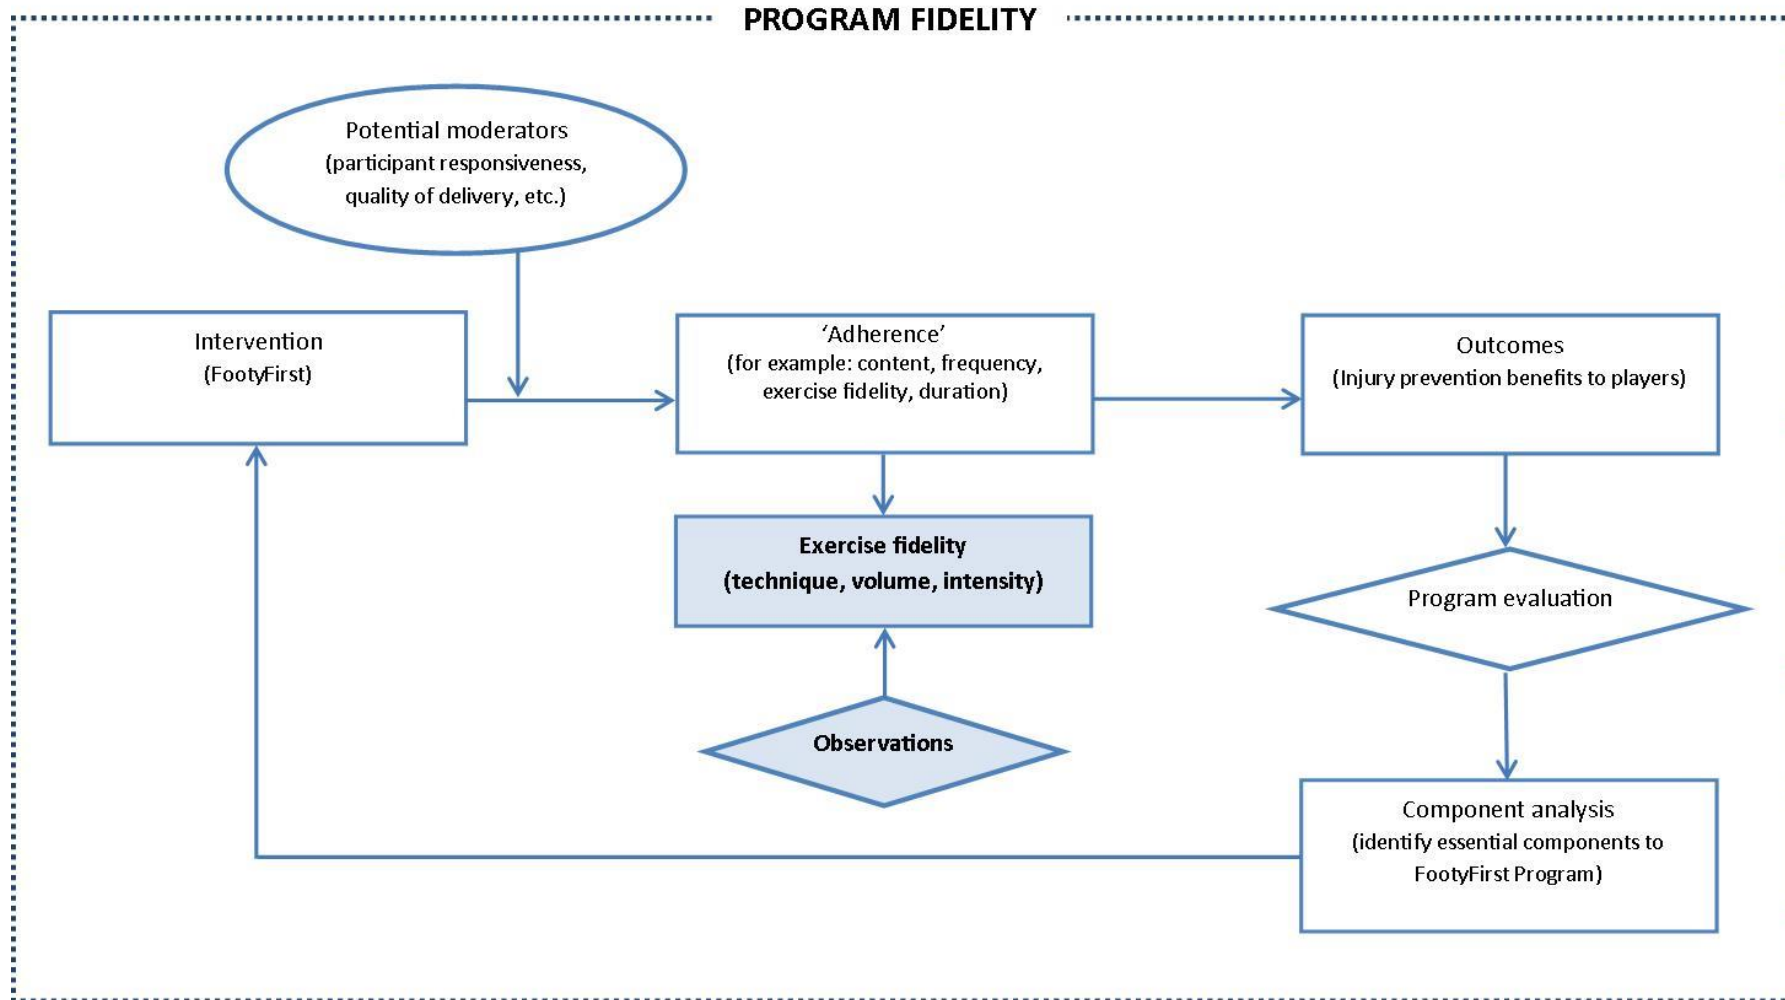 PROGRAM FIDELITY
Potential moderators
(participant responsiveness,
quality of delivery, etc.)
Intervention
(FootyFirst)
‘Adherence’
(for example: content, frequency,
exercise fidelity, duration)
Outcomes
(Injury prevention benefits to players)
Exercise fidelity
(technique, volume, intensity)
Program evaluation
Observations
Component analysis
(identify essential components to
FootyFirst Program)